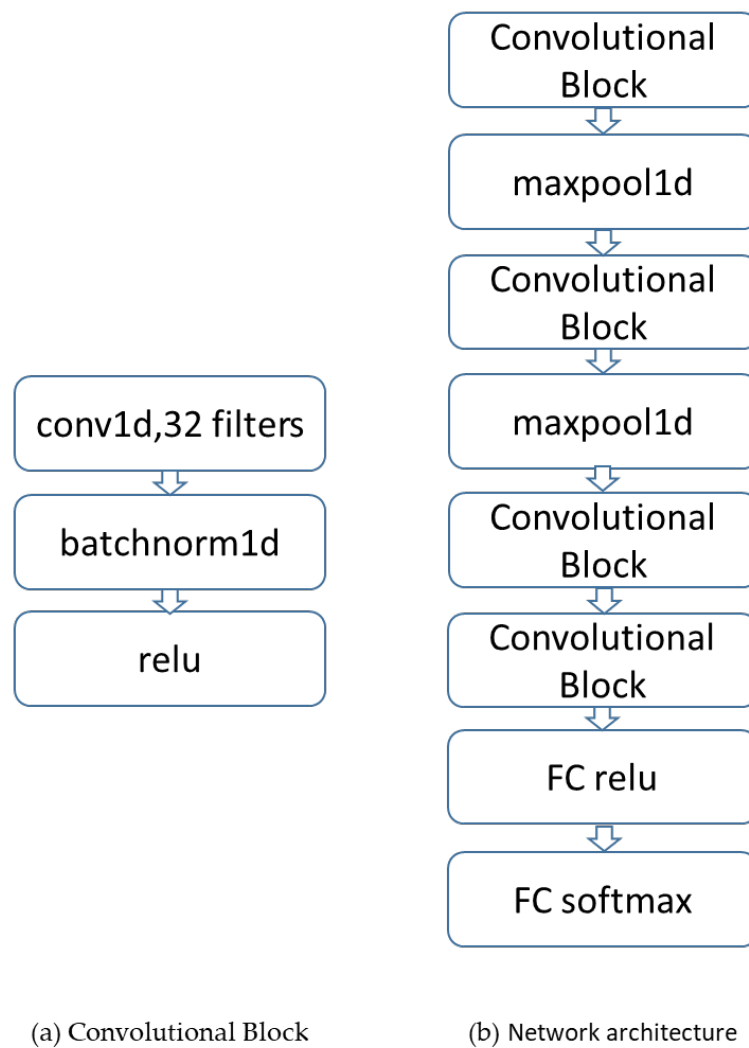 conv1d,32 filters
batchnorm1d
relu
(a) Convolutional Block
Convolutional
Block
maxpool1d
Convolutional
Block
maxpool1d
Convolutional
Block
Convolutional
Block
FC relu
FC softmax
(b) Network architecture